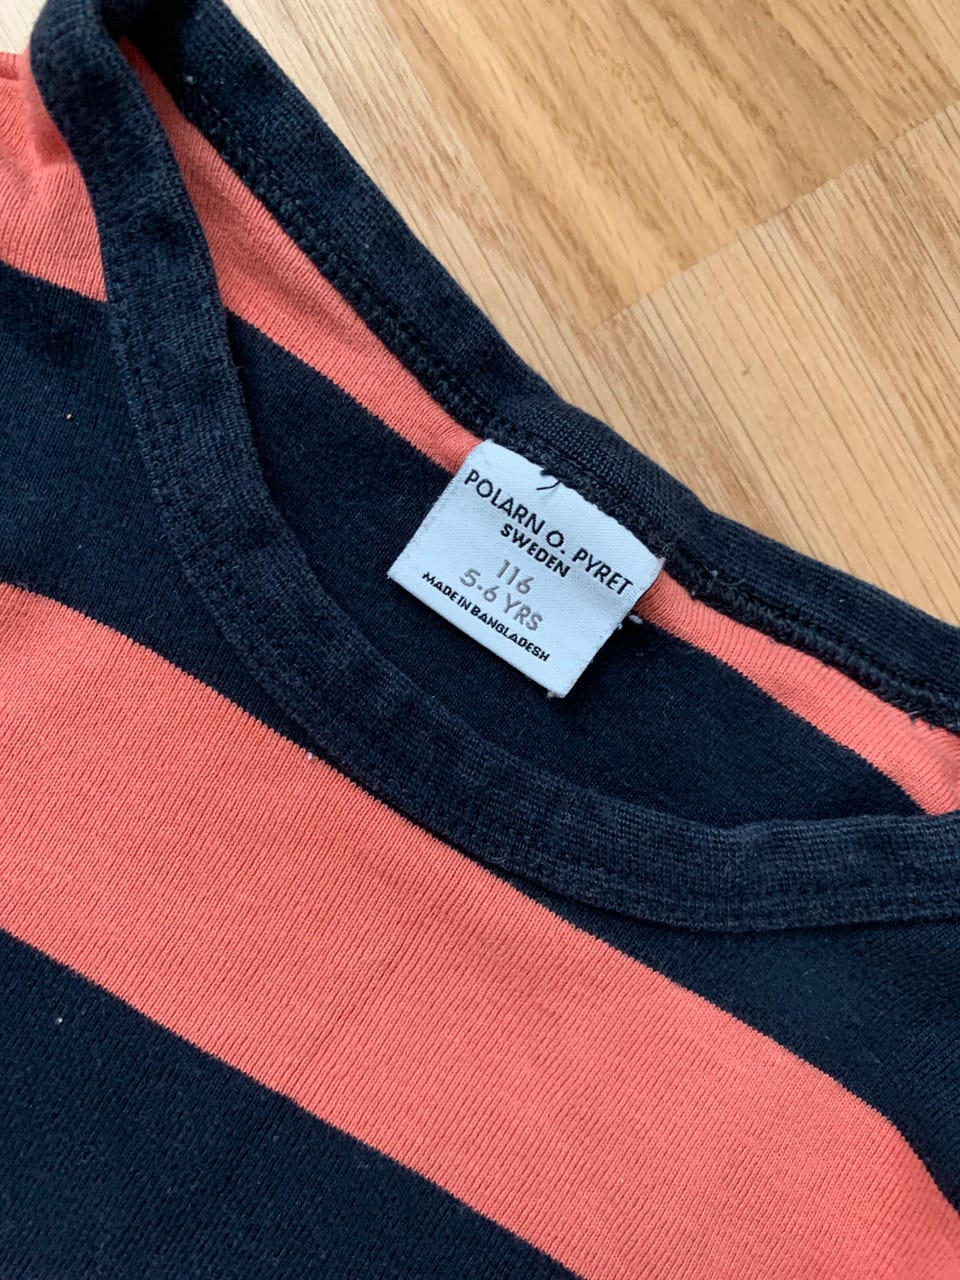 POLARN O. PYRET
SWEDEN
116
5-6 YRS
MADE IN BANGLADESH